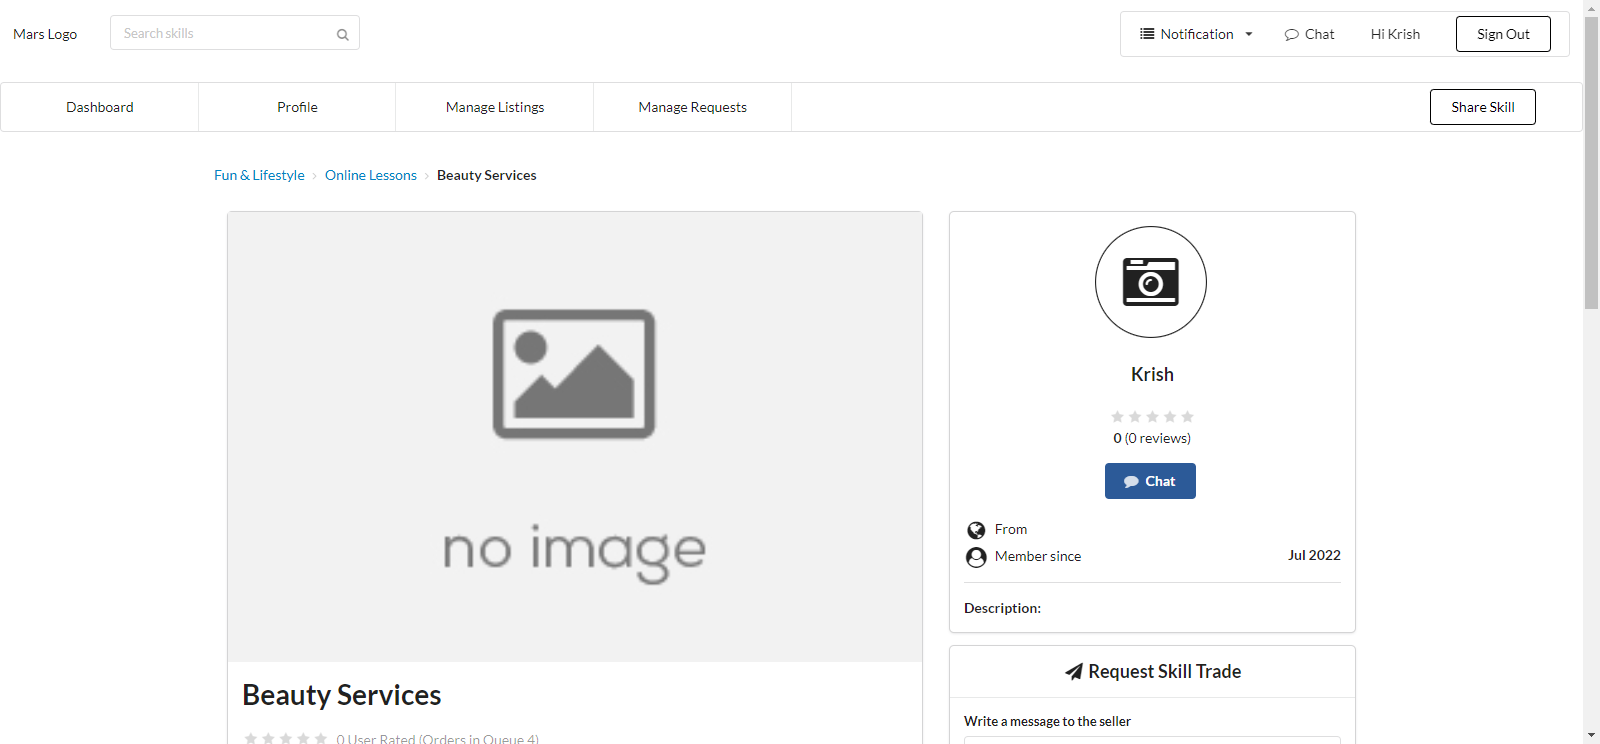 Mars Logo
Search skills
Notification
Chat
Hi Krish
Sign Out
Dashboard
Profile
Manage Listings
Manage Requests
Share Skill
Fun & Lifestyle
Online Lessons
Beauty Services
no image
Beauty Services
0 User Rated (Orders in Queue 4)
Krish
0 (0 reviews)
Chat
From
Member since Jul 2022
Description:
Request Skill Trade
Write a message to the seller